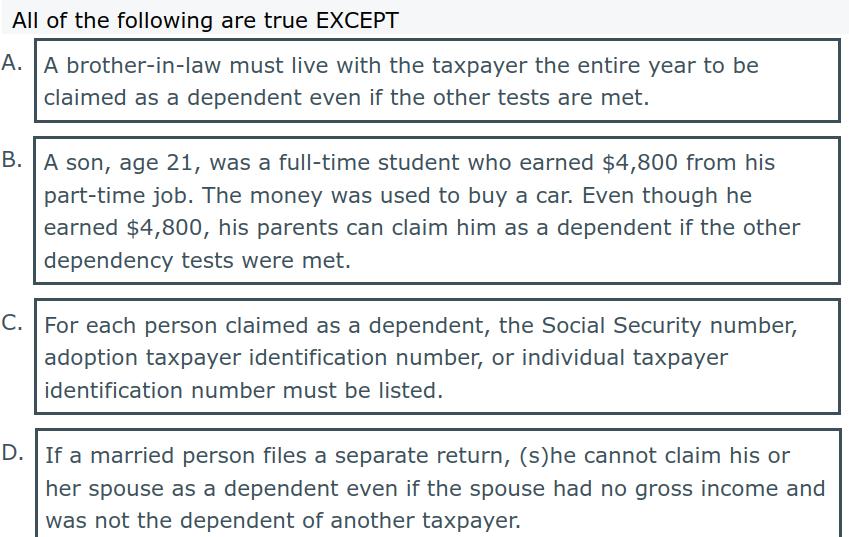 All of the following are true EXCEPT
A. A brother-in-law must live with the taxpayer the entire year to be
claimed as a dependent even if the other tests are met.
B. A son, age 21, was a full-time student who earned $4,800 from his
part-time job. The money was used to buy a car. Even though he
earned $4,800, his parents can claim him as a dependent if the other
dependency tests were met.
C. For each person claimed as a dependent, the Social Security number,
adoption taxpayer identification number, or individual taxpayer
identification number must be listed.
D. If a married person files a separate return, (s)he cannot claim his or
her spouse as a dependent even if the spouse had no gross income and
was not the dependent of another taxpayer.